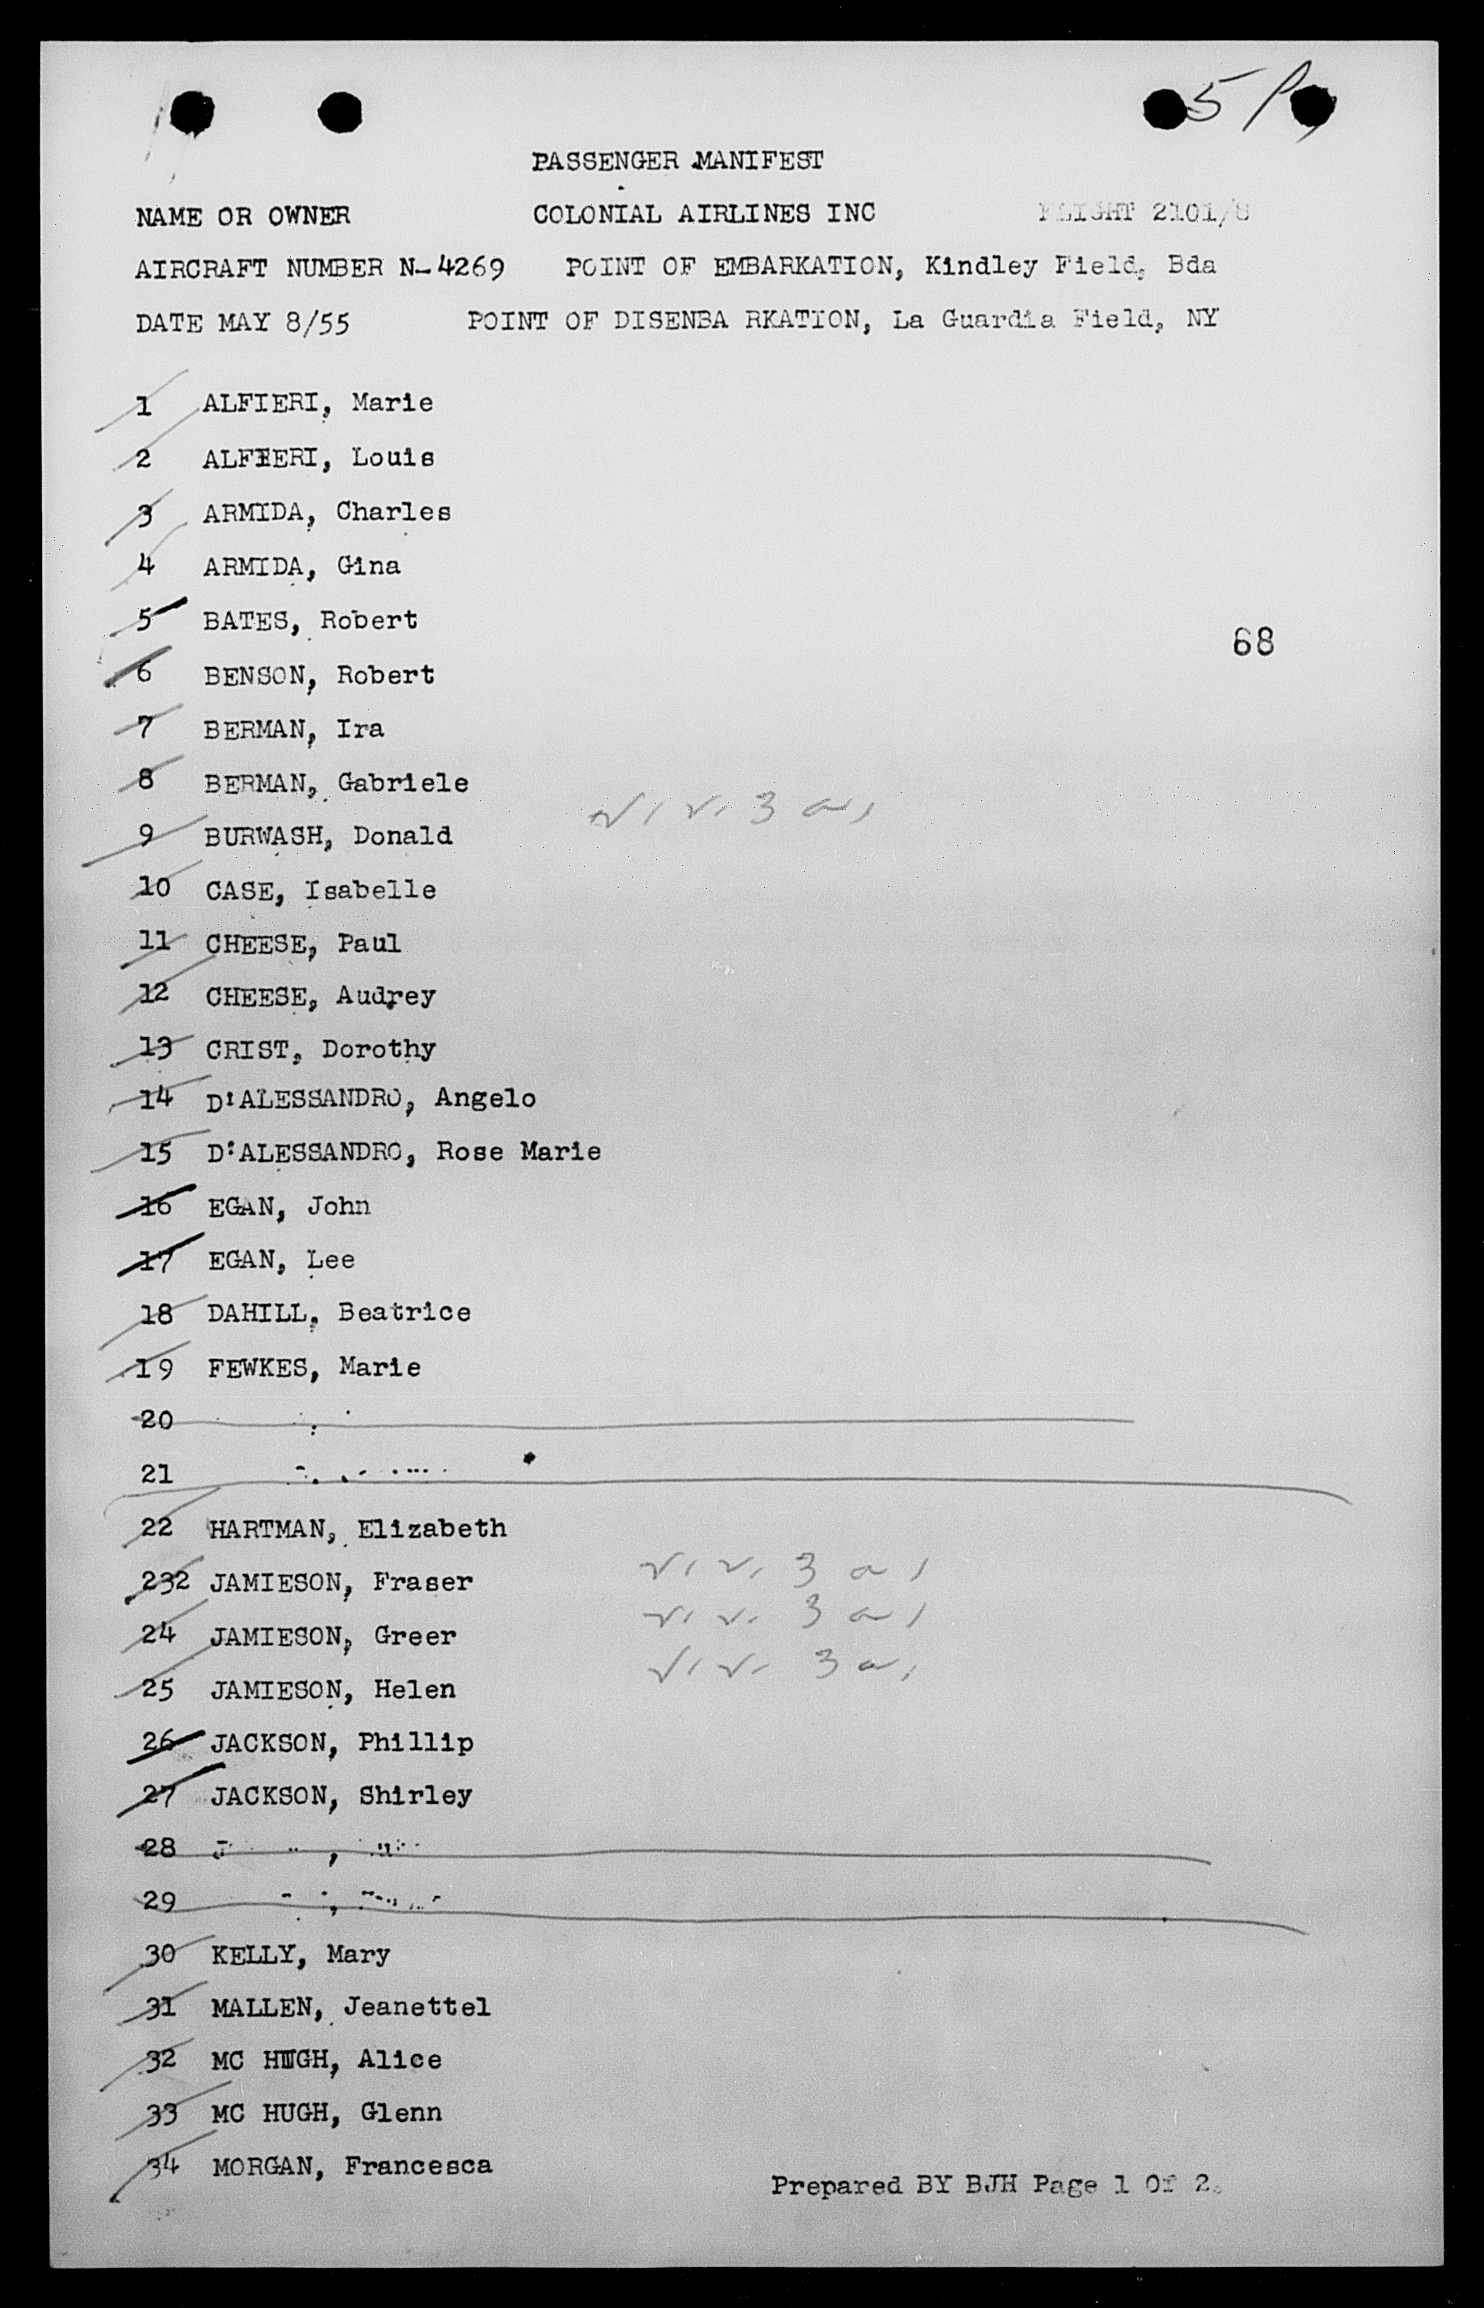 5
PASSENGER MANIFEST
NAME OR OWNER COLONIAL AIRLINES INC FLIGHT 2101/8
AIRCRAFT NUMBER N-4269 POINT OF EMBARKATION, Kindley Field, Bda
DATE MAY 8/55 POINT OF DISENBA RKATION, La Guardia Field, NY
1 ALFIERI, Marie
2 ALFIERI, Louis
3 ARMIDA, Charles
4 ARMIDA, Gina
5 BATES, Robert
68
6 BENSON, Robert
7 BERMAN, Ira
8 BERMAN, Gabriele
9 BURWASH, Donald
10 CASE, Isabelle
11 CHEESE, Paul
12 CHEESE, Audrey
13 CRIST, Dorothy
14 D'ALESSANDRO, Angelo
15 D'ALESSANDRO, Rose Marie
16 EGAN, John
17 EGAN, Lee
18 DAHILL, Beatrice
19 FEWKES, Marie
20
21
22 HARTMAN, Elizabeth
232 JAMIESON, Fraser
24 JAMIESON, Greer
25 JAMIESON, Helen
26 JACKSON, Phillip
27 JACKSON, Shirley
28
29
30 KELLY, Mary
31 MALLEN, Jeanettel
32 MC HUGH, Alice
33 MC HUGH, Glenn
34 MORGAN, Francesca
Prepared BY BJH Page 1 Of 2.